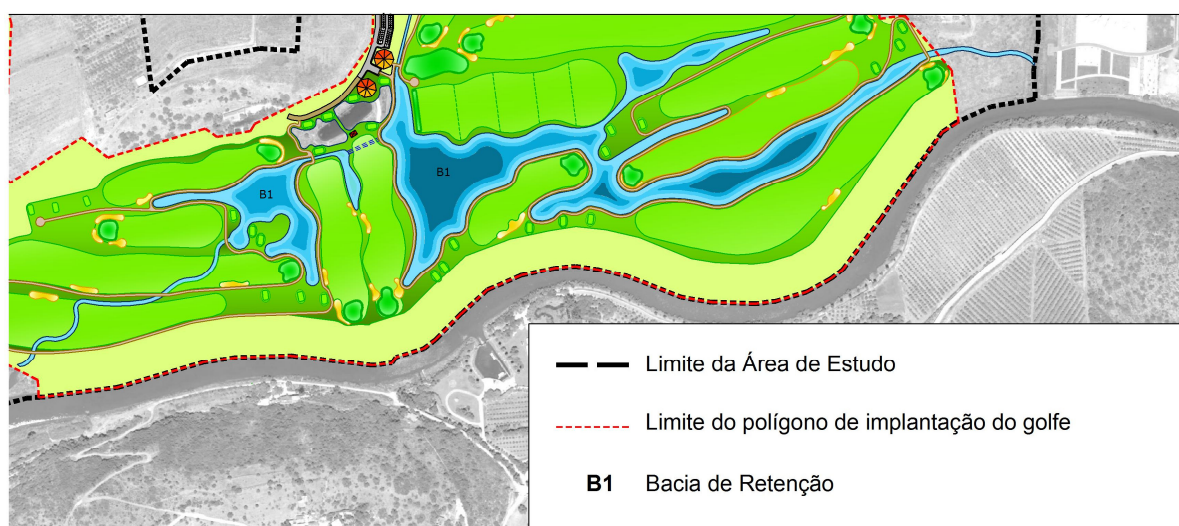 B1
B1
Limite da Área de Estudo
Limite do polígono de implantação do golfe
B1 Bacia de Retenção